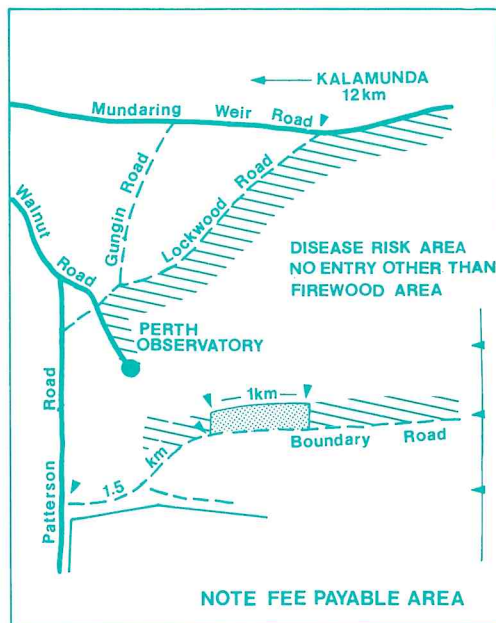 KALAMUNDA
12km
Mundaring Weir Road
Gungin Road
Lockwood Road
Walnut Road
DISEASE RISK AREA
NO ENTRY OTHER THAN
FIREWOOD AREA
PERTH
OBSERVATORY
1km
Boundary Road
1.5 km
Patterson Road
NOTE FEE PAYABLE AREA